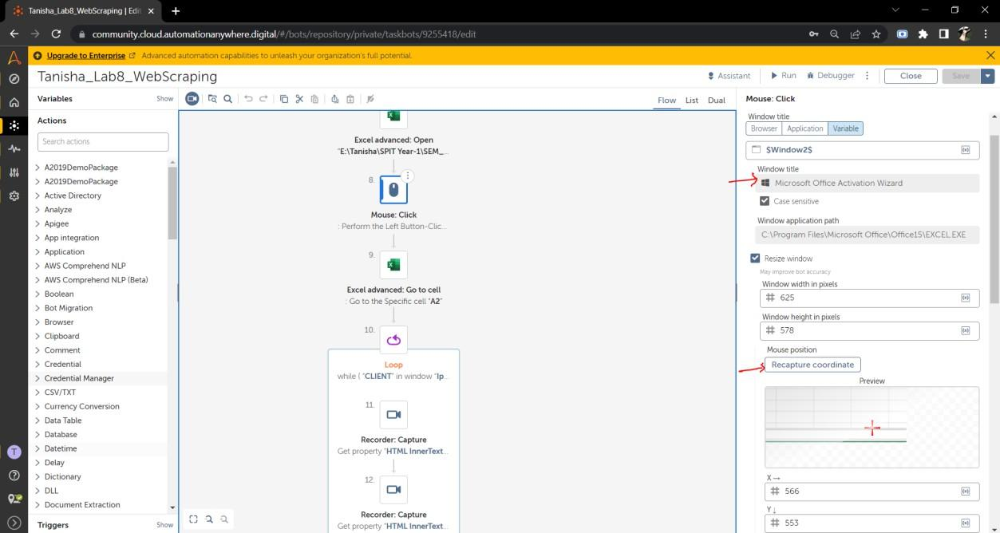 Tanisha_Lab8_WebScraping | Edit
community.cloud.automationanywhere.digital/#/bots/repository/private/taskbots/9255418/edit
Upgrade to Enterprise Advanced automation capabilities to unleash your organization's full potential.
Tanisha_Lab8_WebScraping
Assistant Run Debugger Close Save
Variables Show
Flow List Dual
Actions
Search actions
A2019DemoPackage
A2019DemoPackage
Active Directory
Analyze
Apigee
App integration
Application
AWS Comprehend NLP
AWS Comprehend NLP (Beta)
Boolean
Bot Migration
Browser
Clipboard
Comment
Credential
Credential Manager
CSV/TXT
Currency Conversion
Data Table
Database
Datetime
Delay
Dictionary
DLL
Document Extraction
Triggers Show
T
Excel advanced: Open
"E:\Tanisha\SPIT Year-1\SEM_...
8.
Mouse: Click
: Perform the Left Button-Clic...
9.
Excel advanced: Go to cell
: Go to the Specific cell "A2"
10.
Loop
while ( "CLIENT" in window "Ip...
11.
Recorder: Capture
Get property "HTML InnerText...
12.
Recorder: Capture
Get property "HTML InnerText...
Mouse: Click
Window title
Browser Application Variable
$Window2$
(x)
Window title
Microsoft Office Activation Wizard
Case sensitive
Window application path
C:\Program Files\Microsoft Office\Office15\EXCEL.EXE
Resize window
May improve bot accuracy
Window width in pixels
# 625 (x)
Window height in pixels
# 578 (x)
Mouse position
Recapture coordinate
Preview
X →
# 566 (x)
Y ↓
# 553 (x)